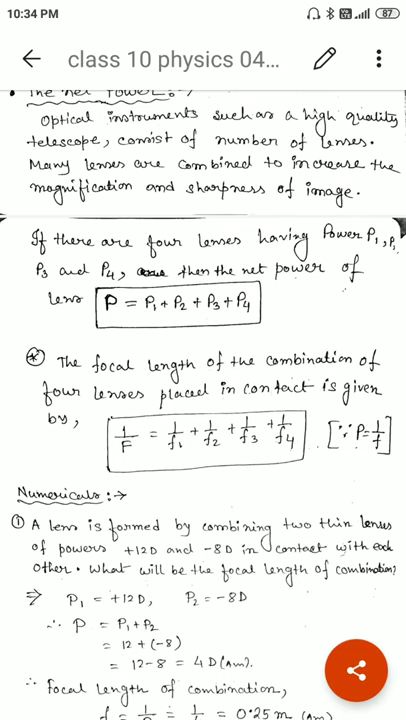 10:34 PM 87
class 10 physics 04...
• The net Power :- →
Optical instruments such as a high quality
telescope, consist of number of lenses.
Many lenses are combined to increase the
magnification and sharpness of image.
If there are four lenses having Power P1, P2
P3 and P4, then the net power of
lens P = P1 + P2 + P3 + P4
* The focal length of the combination of
four lenses placed in contact is given
by, 1/F = 1/f1 + 1/f2 + 1/f3 + 1/f4 [∵ P = 1/f]
Numericals :→
① A lens is formed by combining two thin lenses
of powers +12D and -8D in contact with each
other. What will be the focal length of combination?
⇒ P1 = +12D, P2 = -8D
∴ P = P1 + P2
= 12 + (-8)
= 12 - 8 = 4 D (Am).
∴ focal length of combination,
= 0.25 m (Am)